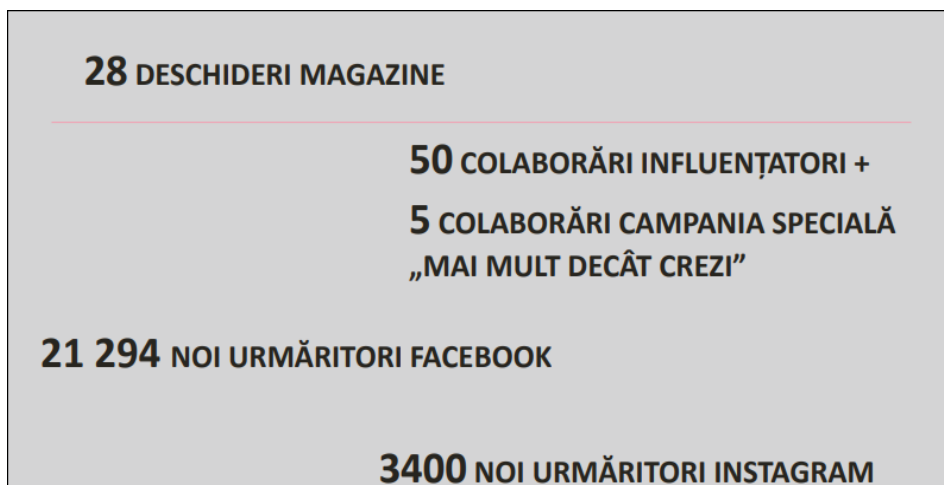 28 DESCHIDERI MAGAZINE
50 COLABORĂRI INFLUENȚATORI +
5 COLABORĂRI CAMPANIA SPECIALĂ
„MAI MULT DECÂT CREZI”
21 294 NOI URMĂRITORI FACEBOOK
3400 NOI URMĂRITORI INSTAGRAM